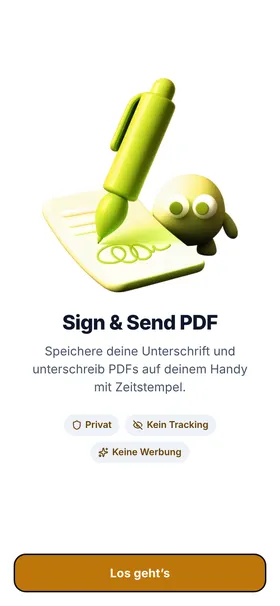 Sign & Send PDF
Speichere deine Unterschrift und
unterschreib PDFs auf deinem Handy
mit Zeitstempel.
Privat
Kein Tracking
Keine Werbung
Los geht's